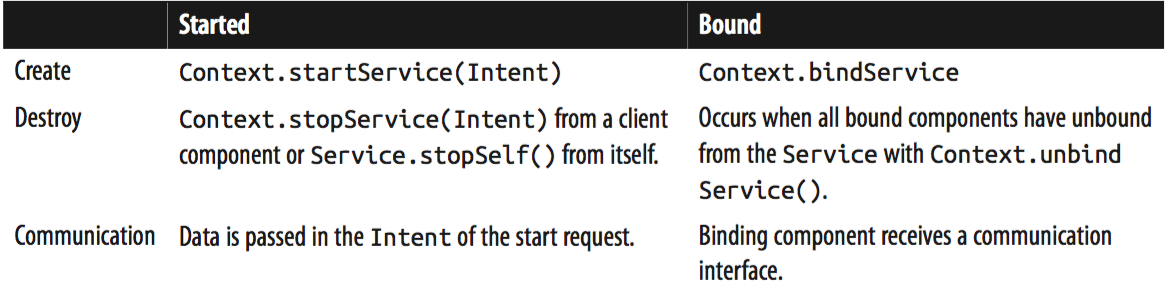 Started Bound
Create Context.startService(Intent) Context.bindService
Destroy Context.stopService(Intent) from a client Occurs when all bound components have unbound
component or Service.stopSelf() from itself. from the Service with Context.unbind
Service().
Communication Data is passed in the Intent of the start request. Binding component receives a communication
interface.